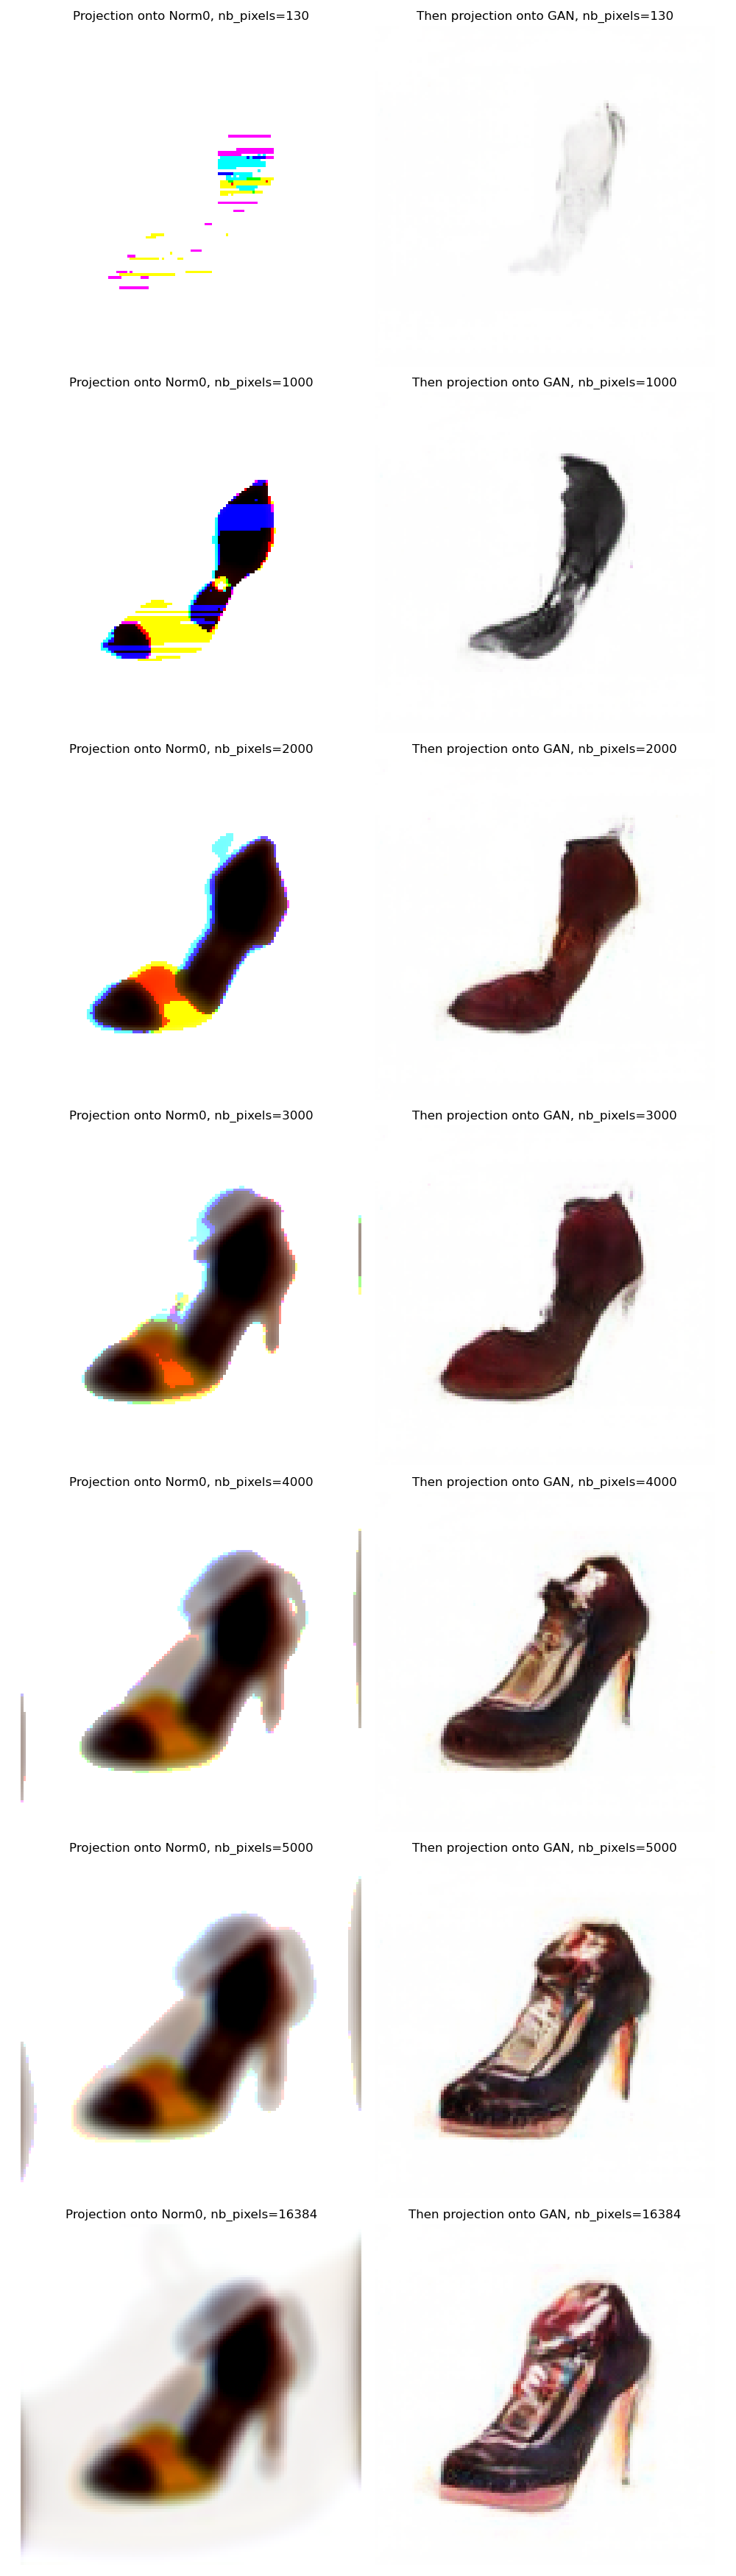 Projection onto Norm0, nb_pixels=130
Then projection onto GAN, nb_pixels=130
Projection onto Norm0, nb_pixels=1000
Then projection onto GAN, nb_pixels=1000
Projection onto Norm0, nb_pixels=2000
Then projection onto GAN, nb_pixels=2000
Projection onto Norm0, nb_pixels=3000
Then projection onto GAN, nb_pixels=3000
Projection onto Norm0, nb_pixels=4000
Then projection onto GAN, nb_pixels=4000
Projection onto Norm0, nb_pixels=5000
Then projection onto GAN, nb_pixels=5000
Projection onto Norm0, nb_pixels=16384
Then projection onto GAN, nb_pixels=16384